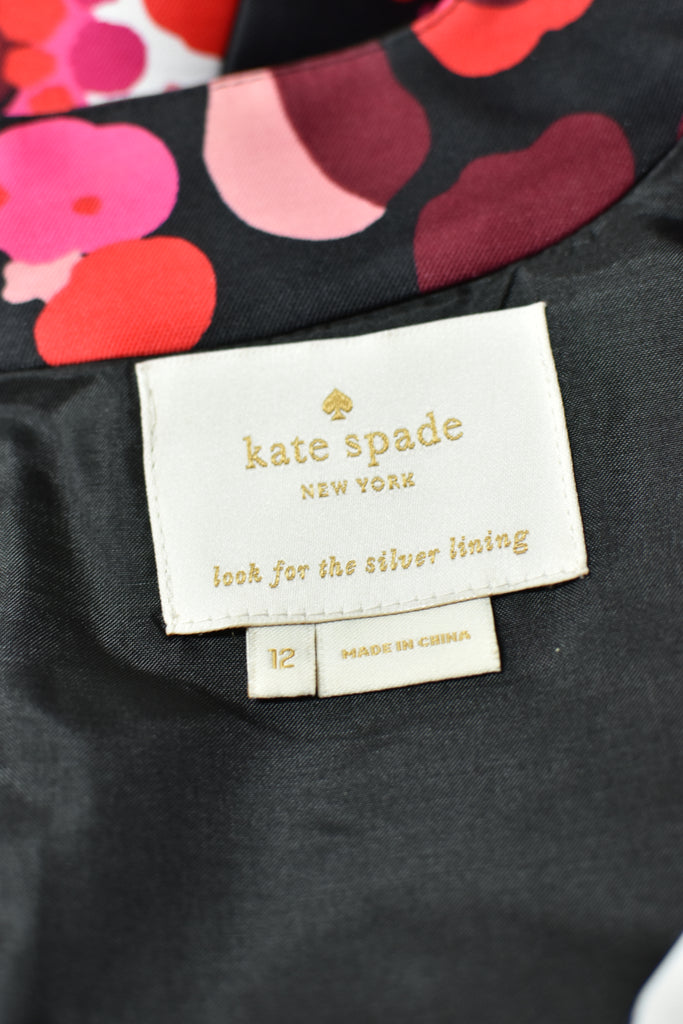 kate spade
NEW YORK
look for the silver lining
12
MADE IN CHINA